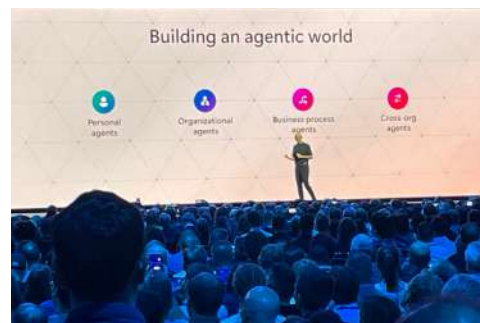 Building an agentic world
Personal
agents
Organizational
agents
Business process
agents
Cross-org
agents